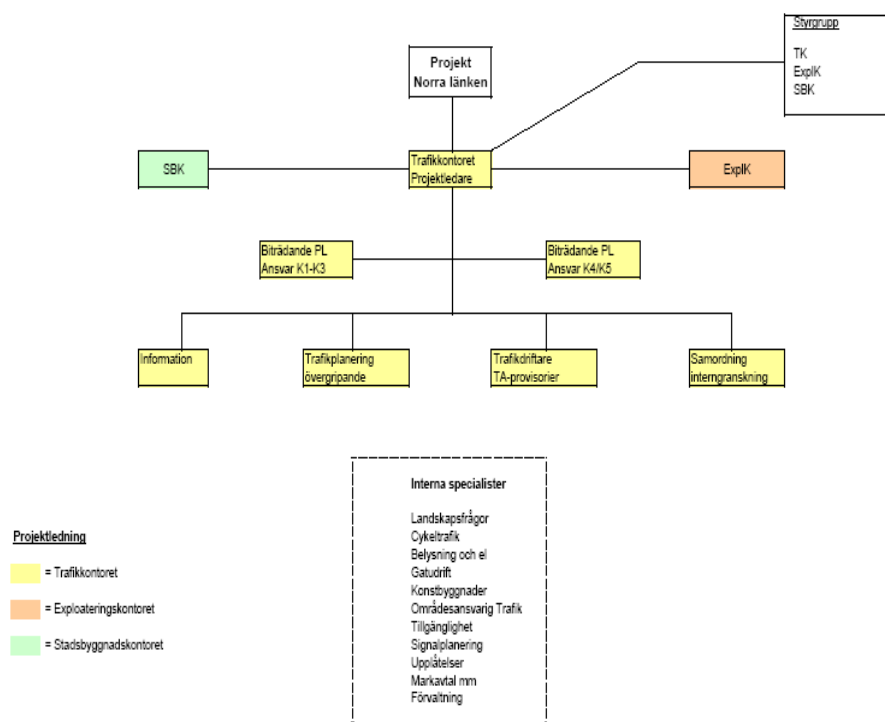 Styrgrupp
TK
ExplK
SBK
Projekt
Norra länken
SBK
Trafikkontoret
Projektledare
ExplK
Biträdande PL
Ansvar K1-K3
Biträdande PL
Ansvar K4/K5
Information
Trafikplanering
övergripande
Trafikdriftare
TA-provisorier
Samordning
interngranskning
Interna specialister
Landskapsfrågor
Cykeltrafik
Belysning och el
Gatudrift
Konstbyggnader
Områdesansvarig Trafik
Tillgänglighet
Signalplanering
Upplåtelser
Markavtal mm
Förvaltning
Projektledning
= Trafikkontoret
= Exploateringskontoret
= Stadsbyggnadskontoret